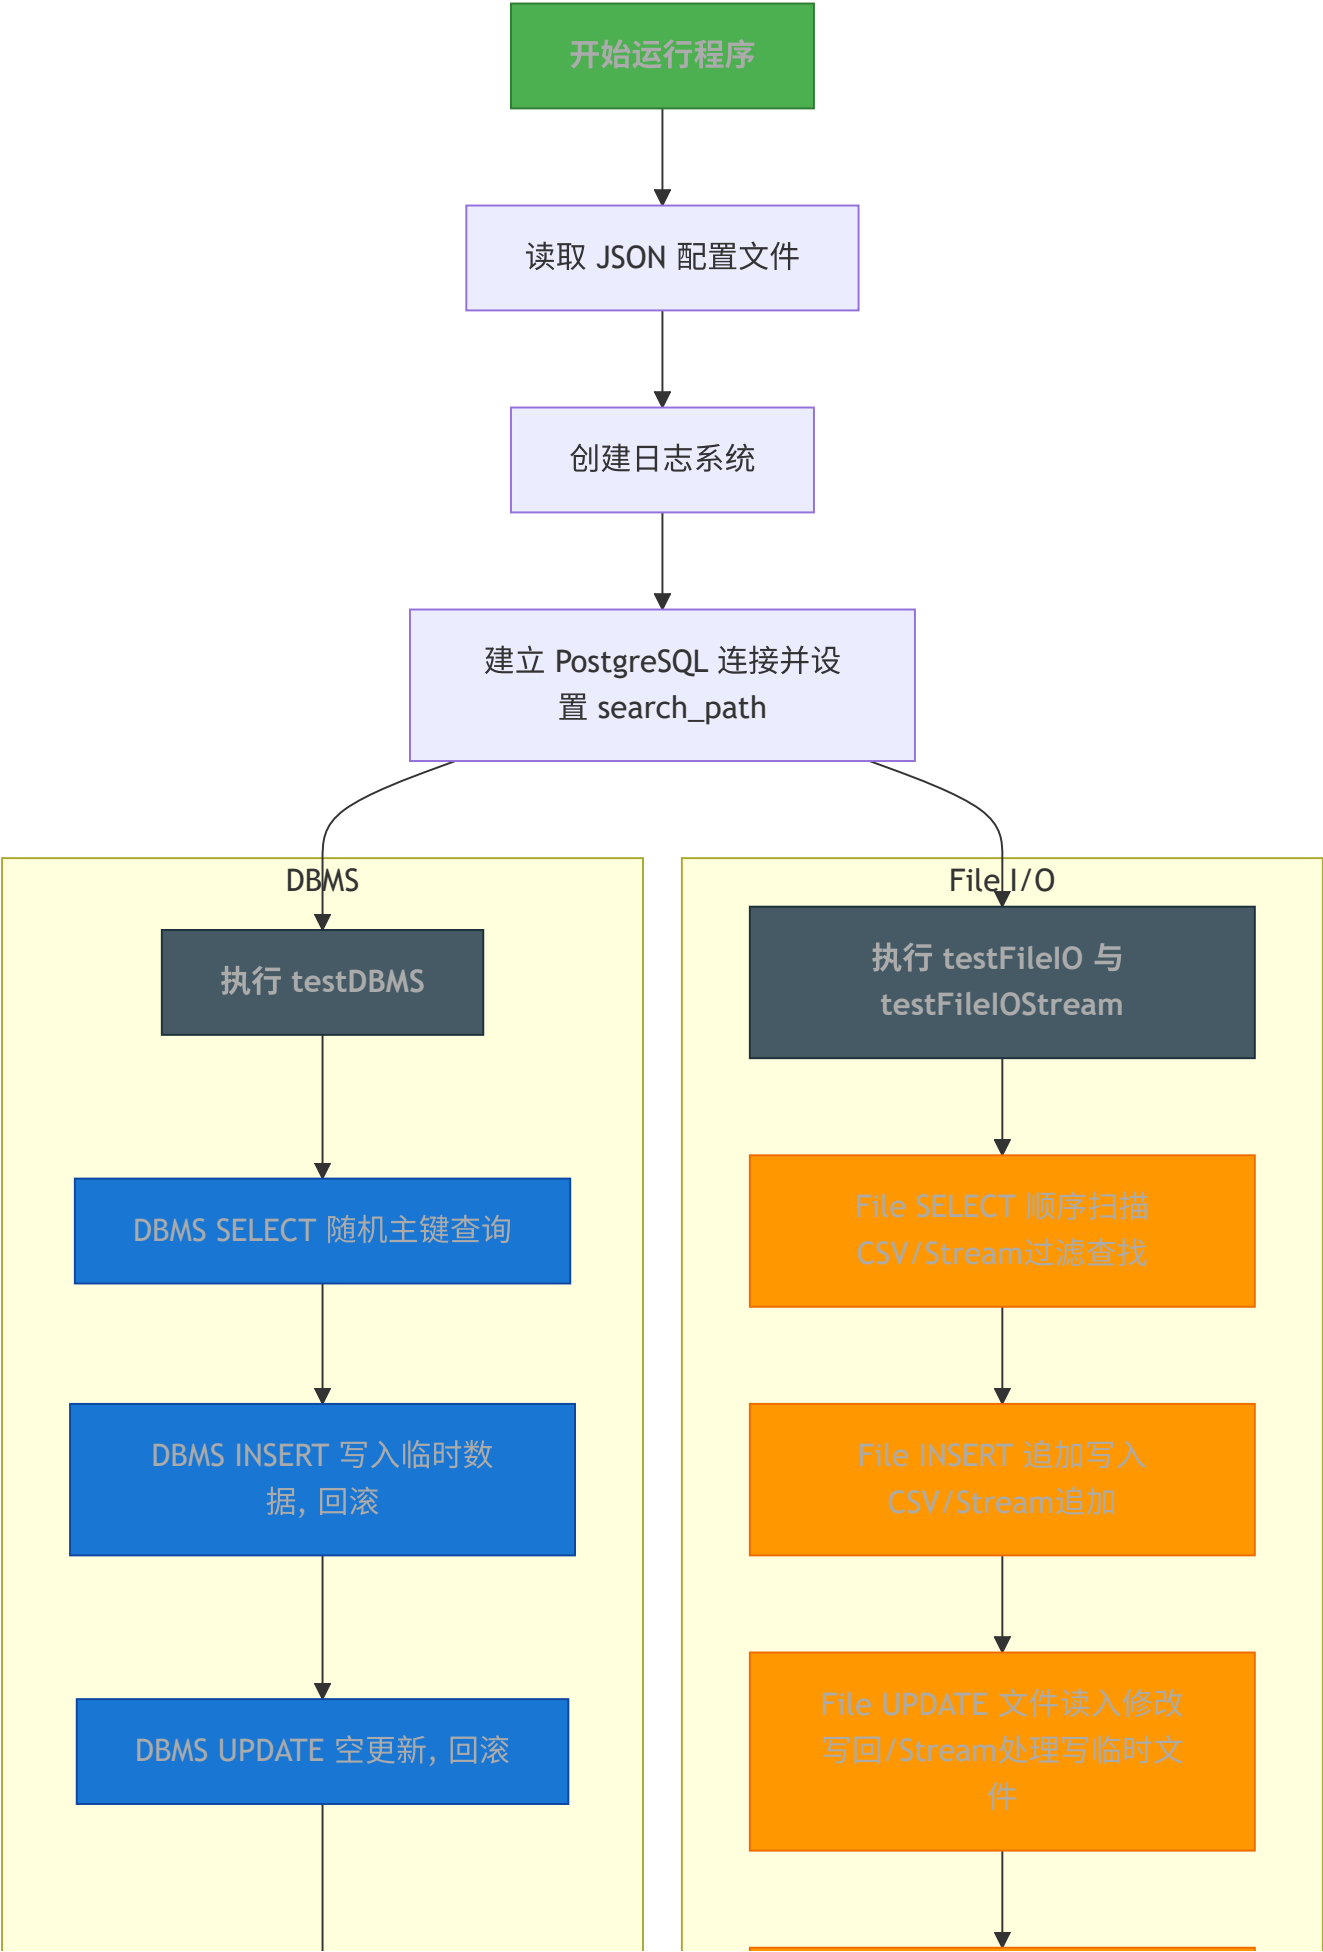 开始运行程序
读取 JSON 配置文件
创建日志系统
建立 PostgreSQL 连接并设
置 search_path
DBMS
执行 testDBMS
DBMS SELECT 随机主键查询
DBMS INSERT 写入临时数
据, 回滚
DBMS UPDATE 空更新, 回滚
File I/O
执行 testFileIO 与
testFileIOStream
File SELECT 顺序扫描
CSV/Stream过滤查找
File INSERT 追加写入
CSV/Stream追加
File UPDATE 文件读入修改
写回/Stream处理写临时文
件